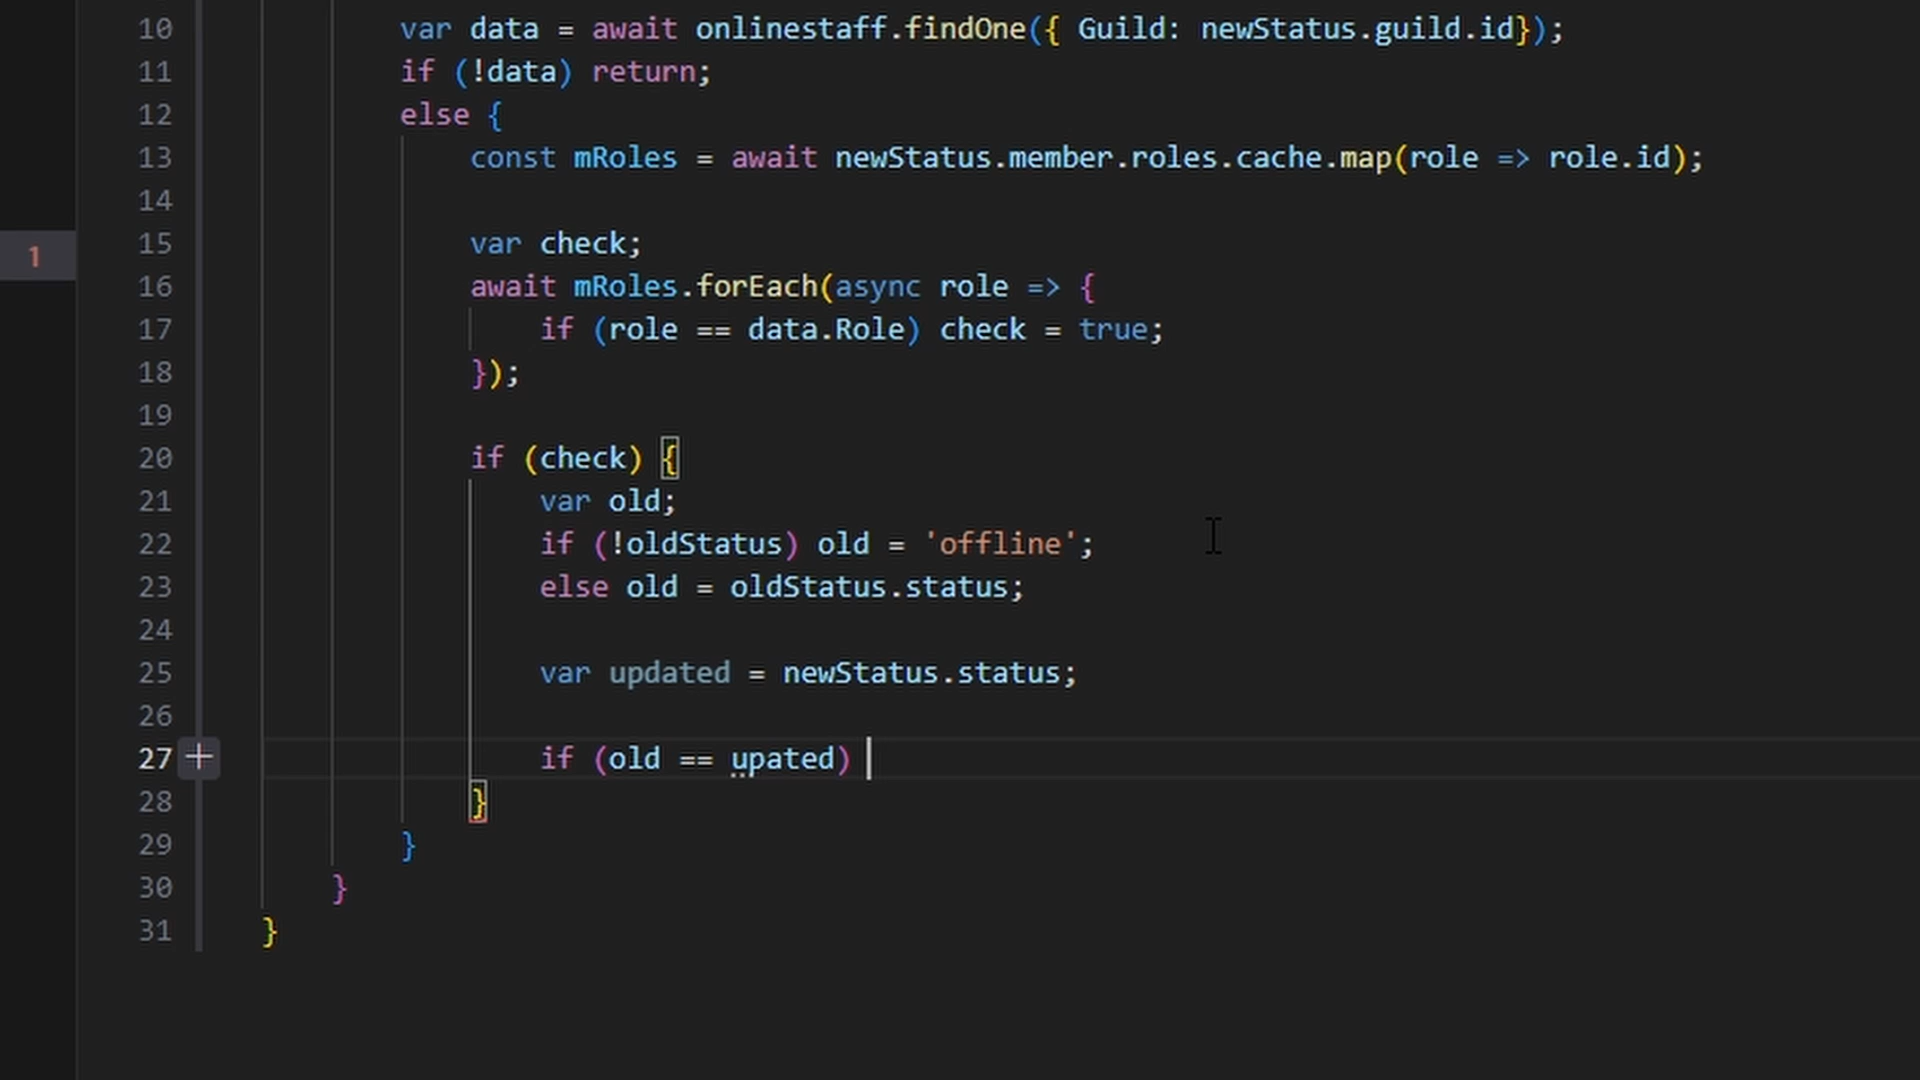 10 var data = await onlinestaff.findOne({ Guild: newStatus.guild.id});
11 if (!data) return;
12 else {
13 const mRoles = await newStatus.member.roles.cache.map(role => role.id);
14
1
15 var check;
16 await mRoles.forEach(async role => {
17 if (role == data.Role) check = true;
18 });
19
20 if (check) {
21 var old;
22 if (!oldStatus) old = 'offline';
23 else old = oldStatus.status;
24
25 var updated = newStatus.status;
26
27 + if (old == upated)
28 }
29 }
30 }
31 }